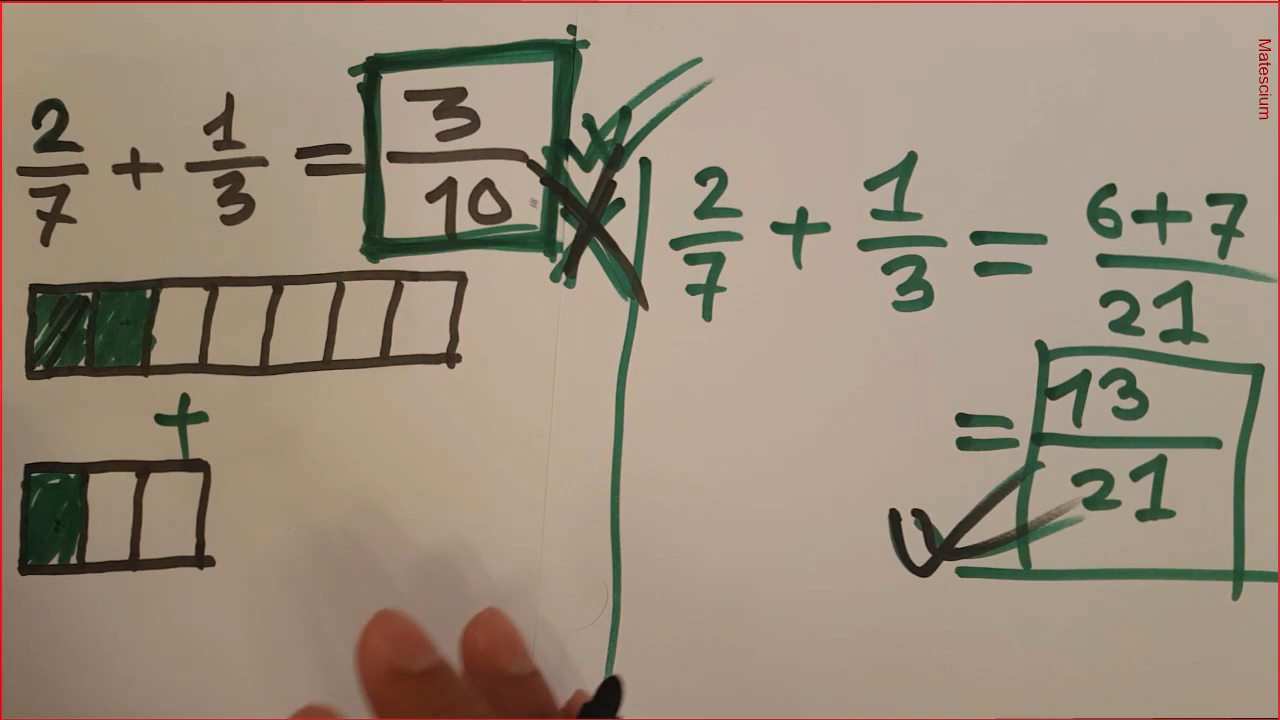 2/7 + 1/3 = 3/10
+
2/7 + 1/3 = 6+7/21
= 13/21
Matescium